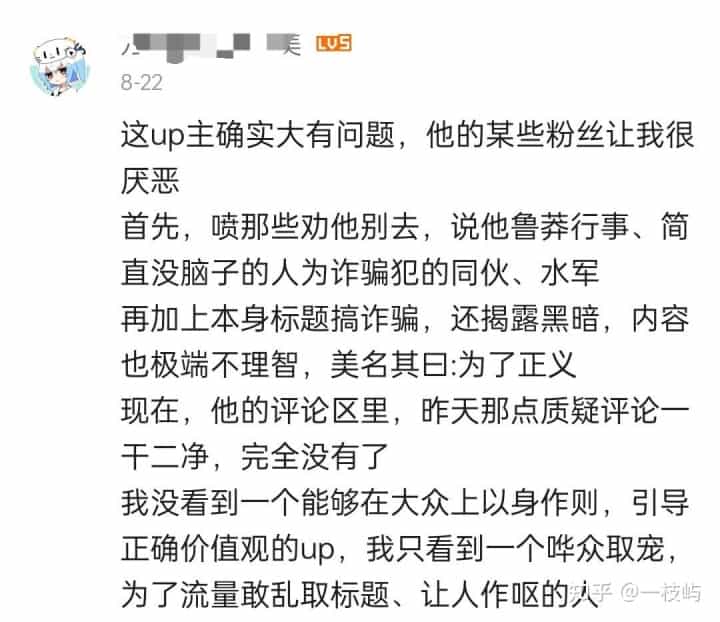 美 LV5
8-22
这up主确实大有问题，他的某些粉丝让我很
厌恶
首先，喷那些劝他别去，说他鲁莽行事、简
直没脑子的人为诈骗犯的同伙、水军
再加上本身标题搞诈骗，还揭露黑暗，内容
也极端不理智，美名其曰:为了正义
现在，他的评论区里，昨天那点质疑评论一
干二净，完全没有了
我没看到一个能够在大众上以身作则，引导
正确价值观的up，我只看到一个哗众取宠，
为了流量敢乱取标题、让人作呕的人
知乎 @一枝屿